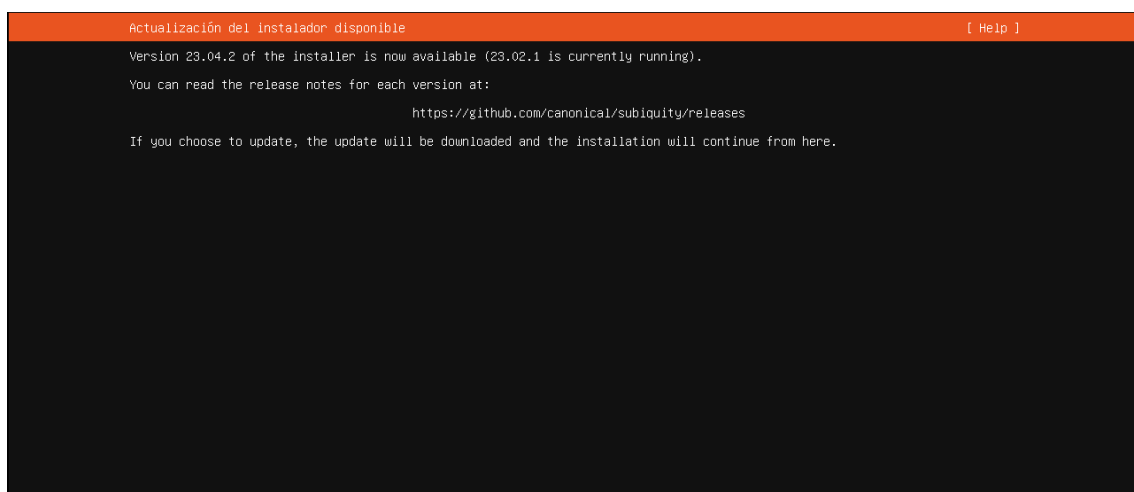 Actualización del instalador disponible [ Help ]
Version 23.04.2 of the installer is now available (23.02.1 is currently running).
You can read the release notes for each version at:
https://github.com/canonical/subiquity/releases
If you choose to update, the update will be downloaded and the installation will continue from here.